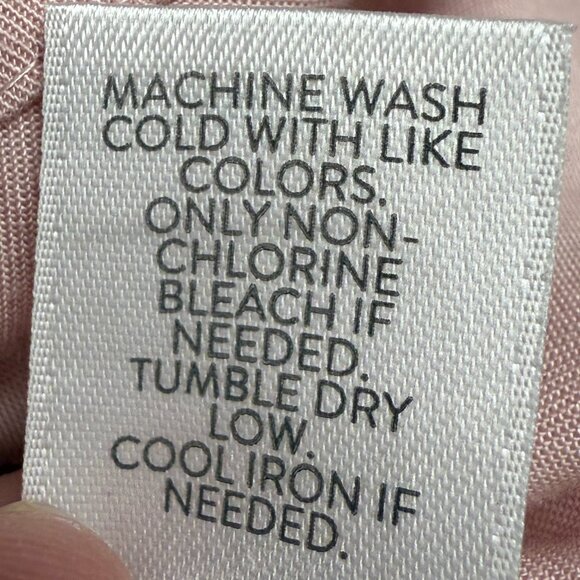 MACHINE WASH
COLD WITH LIKE
COLORS.
ONLY NON-
CHLORINE
BLEACH IF
NEEDED.
TUMBLE DRY
LOW.
COOL IRON IF
NEEDED.